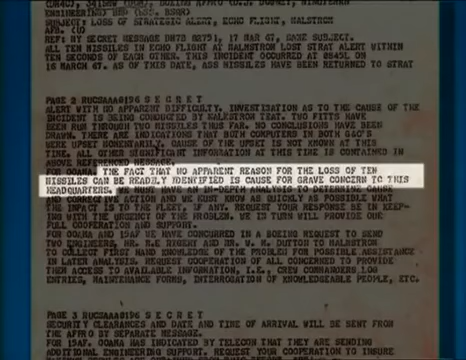 SUBJECT: LOSS OF STRATEGIC ALERT, ECHO FLIGHT, MALSTROM
AFB. (U)
REF: MY SECRET MESSAGE 17 MAR 67, SAME SUBJECT.
ALL TEN MISSILES IN ECHO FLIGHT AT MALMSTROM LOST STRAT ALERT WITHIN
TEN SECONDS OF EACH OTHER. THIS INCIDENT OCCURRED AT 0845L ON
16 MARCH 67. AS OF THIS DATE, ASS MISSILES HAVE BEEN RETURNED TO STRAT
PAGE 2 RUCSAAA0196 S E C R E T
ALERT WITH NO APPARENT DIFFICULTY. INVESTIGATION AS TO THE CAUSE OF THE
INCIDENT IS BEING CONDUCTED BY MALMSTROM TEAM. TWO FITTS HAVE
BEEN RUN THROUGH TWO MISSILES THUS FAR. NO CONCLUSIONS HAVE BEEN
DRAWN. THERE ARE INDICATIONS THAT BOTH COMPUTERS IN BOTH G&C'S
WERE UPSET MOMENTARILY. CAUSE OF THE UPSET IS NOT KNOWN AT THIS
TIME. ALL OTHER SIGNIFICANT INFORMATION AT THIS TIME IS CONTAINED IN
ABOVE REFERENCED MESSAGE.
FOR OOAMA. THE FACT THAT NO APPARENT REASON FOR THE LOSS OF TEN
MISSILES CAN BE READILY IDENTIFIED IS CAUSE FOR GRAVE CONCERN TO THIS
HEADQUARTERS. WE MUST HAVE AN IN-DEPTH ANALYSIS TO DETERMINE CAUSE
AND CORRECTIVE ACTION AND WE MUST KNOW AS QUICKLY AS POSSIBLE WHAT
THE IMPACT IS TO THE FLEET, IF ANY. REQUEST YOUR RESPONSE BE IN KEEP-
ING WITH THE URGENCY OF THE PROBLEM. WE IN TURN WILL PROVIDE OUR
FULL COOPERATION AND SUPPORT.
FOR OOAMA AND 15AF WE HAVE CONCURRED IN A BOEING REQUEST TO SEND
TWO ENGINEERS, MR. R.E RIGERT AND MR. W. M. DUTTON TO MALMSTROM
TO COLLECT FIRST HAND KNOWLEDGE OF THE PROBLEM FOR POSSIBLE ASSISTANCE
IN LATER ANALYSIS. REQUEST COOPERATION OF ALL CONCERNED TO PROVIDE
THEM ACCESS TO AVAILABLE INFORMATION, I.E., CREW COMMANDERS LOG
ENTRIES, MAINTENANCE FORMS, INTERROGATION OF KNOWLEDGEABLE PEOPLE, ETC.
PAGE 3 RUCSAAA0196 S E C R E T
SECURITY CLEARANCES AND DATE AND TIME OF ARRIVAL WILL BE SENT FROM
THE AFPRO BY SEPARATE MESSAGE.
FOR 15AF. OOAMA HAS INDICATED BY TELECON THAT THEY ARE SENDING
ADDITIONAL ENGINEERING SUPPORT. REQUEST YOUR COOPERATION TO INSURE